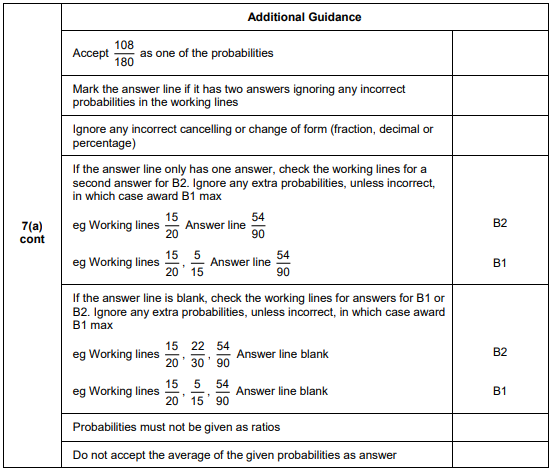 Additional Guidance
Accept 108/180 as one of the probabilities
Mark the answer line if it has two answers ignoring any incorrect
probabilities in the working lines
Ignore any incorrect cancelling or change of form (fraction, decimal or
percentage)
7(a)
cont
If the answer line only has one answer, check the working lines for a
second answer for B2. Ignore any extra probabilities, unless incorrect,
in which case award B1 max
eg Working lines 15/20 Answer line 54/90 B2
eg Working lines 15/20 , 5/15 Answer line 54/90 B1
If the answer line is blank, check the working lines for answers for B1 or
B2. Ignore any extra probabilities, unless incorrect, in which case award
B1 max
eg Working lines 15/20 , 22/30 , 54/90 Answer line blank B2
eg Working lines 15/20 , 5/15 , 54/90 Answer line blank B1
Probabilities must not be given as ratios
Do not accept the average of the given probabilities as answer